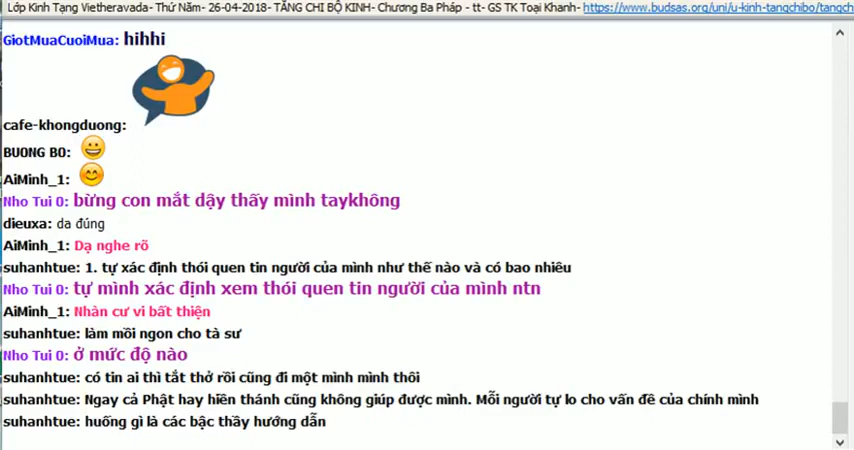 Lớp Kinh Tạng Vietheravada- Thứ Năm- 26-04-2018- TĂNG CHI BỘ KINH- Chương Ba Pháp - tt- GS TK Toại Khanh- https://www.budsas.org/uni/u-kinh-tangchibo/tangch
GiotMuaCuoiMua: hihhi
cafe-khongduong:
BUONG BO:
AiMinh_1:
Nho Tui 0: bừng con mắt dậy thấy mình taykhông
dieuxa: da đúng
AiMinh_1: Dạ nghe rõ
suhanhtue: 1. tự xác định thói quen tin người của mình như thế nào và có bao nhiêu
Nho Tui 0: tự mình xác định xem thói quen tin người của mình ntn
AiMinh_1: Nhàn cư vi bất thiện
suhanhtue: làm mồi ngon cho tà sư
Nho Tui 0: ở mức độ nào
suhanhtue: có tin ai thì tắt thở rồi cũng đi một mình mình thôi
suhanhtue: Ngay cả Phật hay hiền thánh cũng không giúp được mình. Mỗi người tự lo cho vấn đề của chính mình
suhanhtue: huống gì là các bậc thầy hướng dẫn